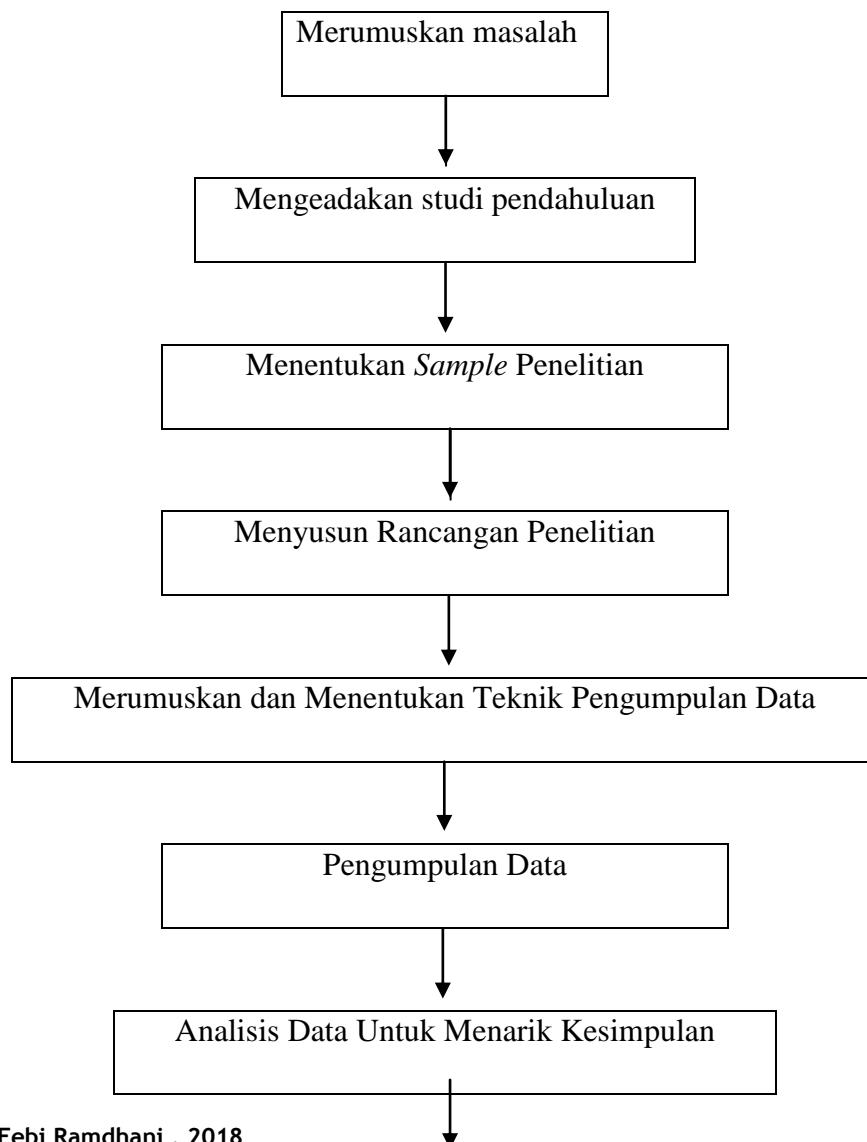 Merumuskan masalah
Mengeadakan studi pendahuluan
Menentukan Sample Penelitian
Menyusun Rancangan Penelitian
Merumuskan dan Menentukan Teknik Pengumpulan Data
Pengumpulan Data
Analisis Data Untuk Menarik Kesimpulan
Febi Ramdhani , 2018